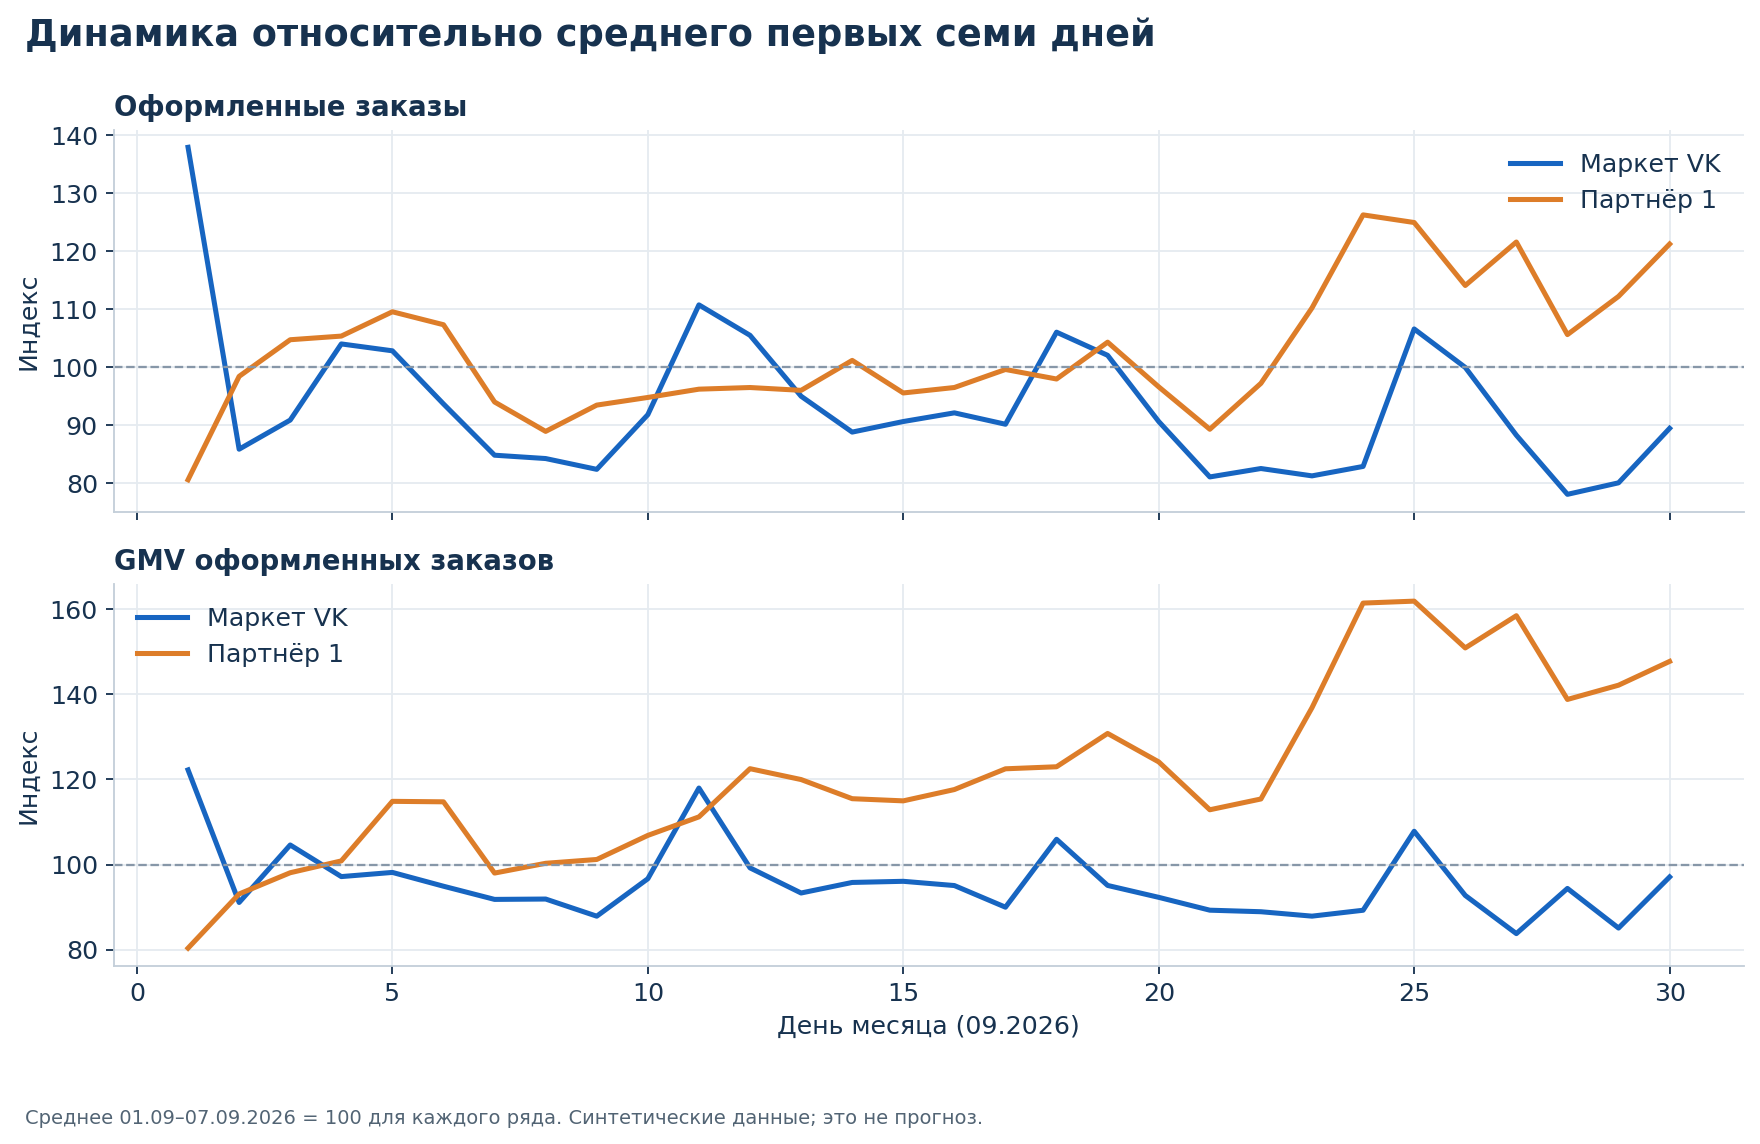 Динамика относительно среднего первых семи дней
Оформленные заказы
140
130
120
110
100
90
80
Индекс
Маркет VK
Партнёр 1
GMV оформленных заказов
160
140
120
100
80
Индекс
Маркет VK
Партнёр 1
0 5 10 15 20 25 30
День месяца (09.2026)
Среднее 01.09–07.09.2026 = 100 для каждого ряда. Синтетические данные; это не прогноз.